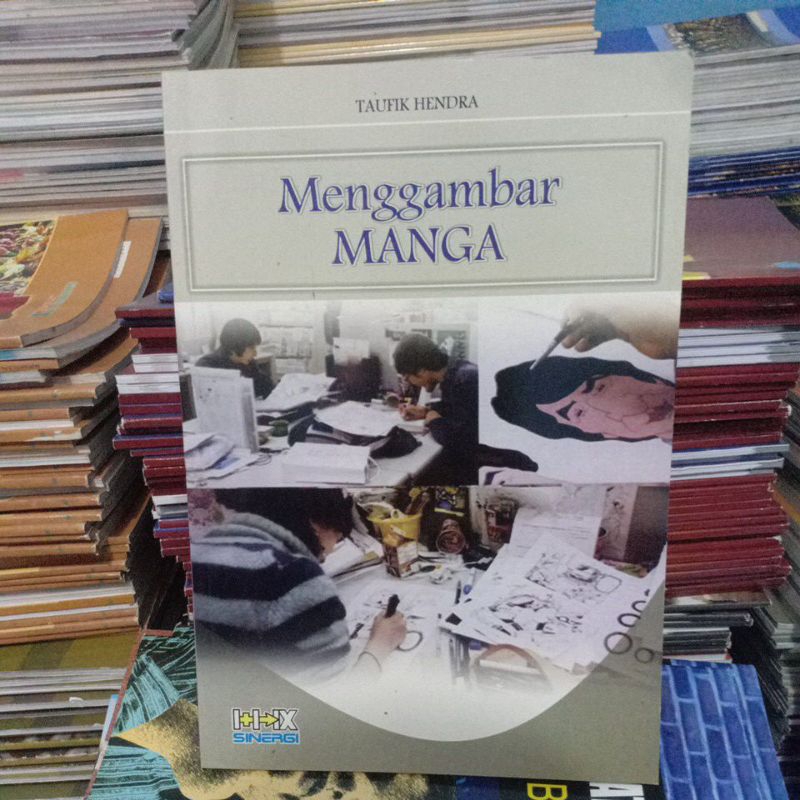 TAUFIK HENDRA
Menggambar
MANGA
SINERGI